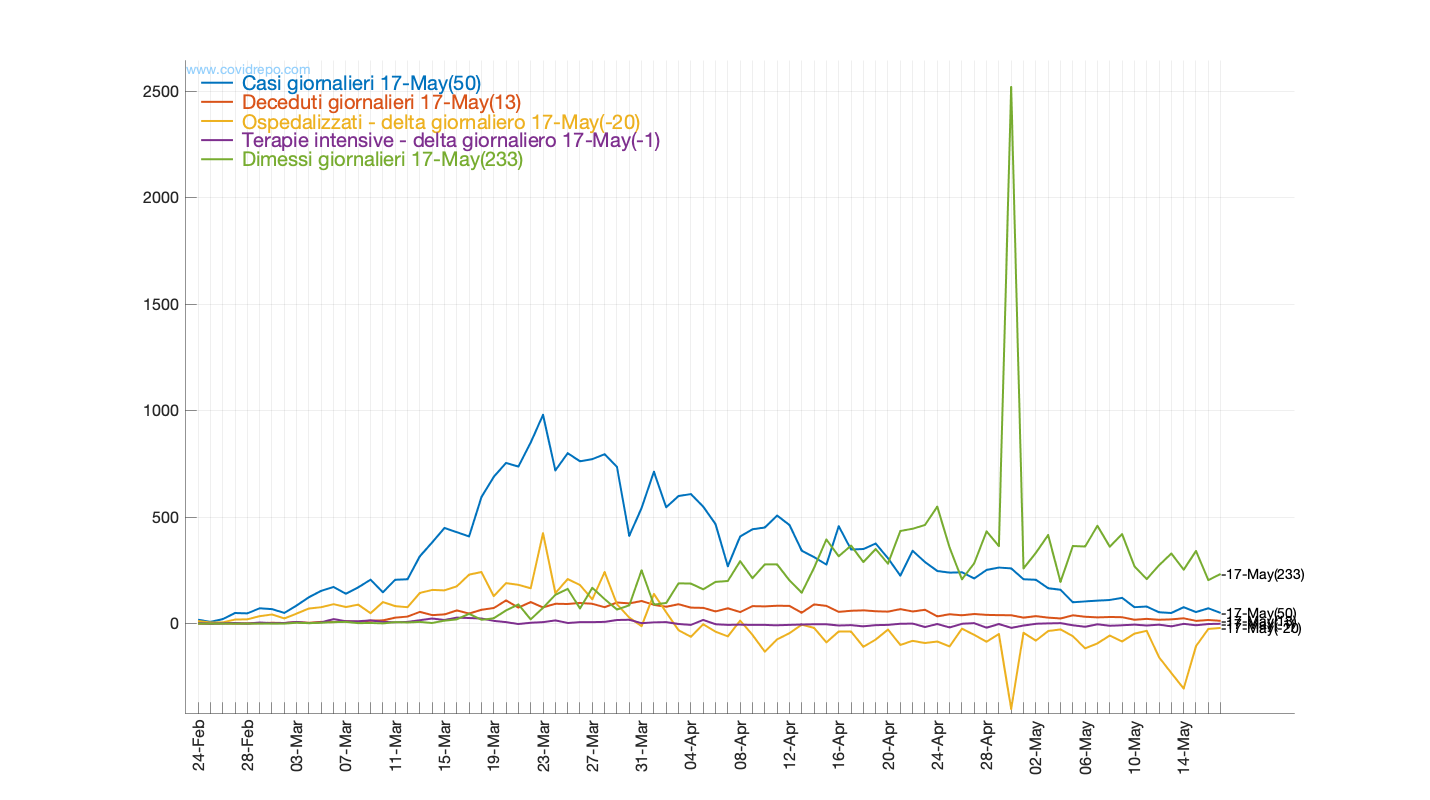 www.covidrepo.com
Casi giornalieri 17-May(50)
Deceduti giornalieri 17-May(13)
Ospedalizzati - delta giornaliero 17-May(-20)
Terapie intensive - delta giornaliero 17-May(-1)
Dimessi giornalieri 17-May(233)
2500
2000
1500
1000
500
0
-17-May(233)
-17-May(50)
-17-May(-20)
24-Feb
28-Feb
03-Mar
07-Mar
11-Mar
15-Mar
19-Mar
23-Mar
27-Mar
31-Mar
04-Apr
08-Apr
12-Apr
16-Apr
20-Apr
24-Apr
28-Apr
02-May
06-May
10-May
14-May